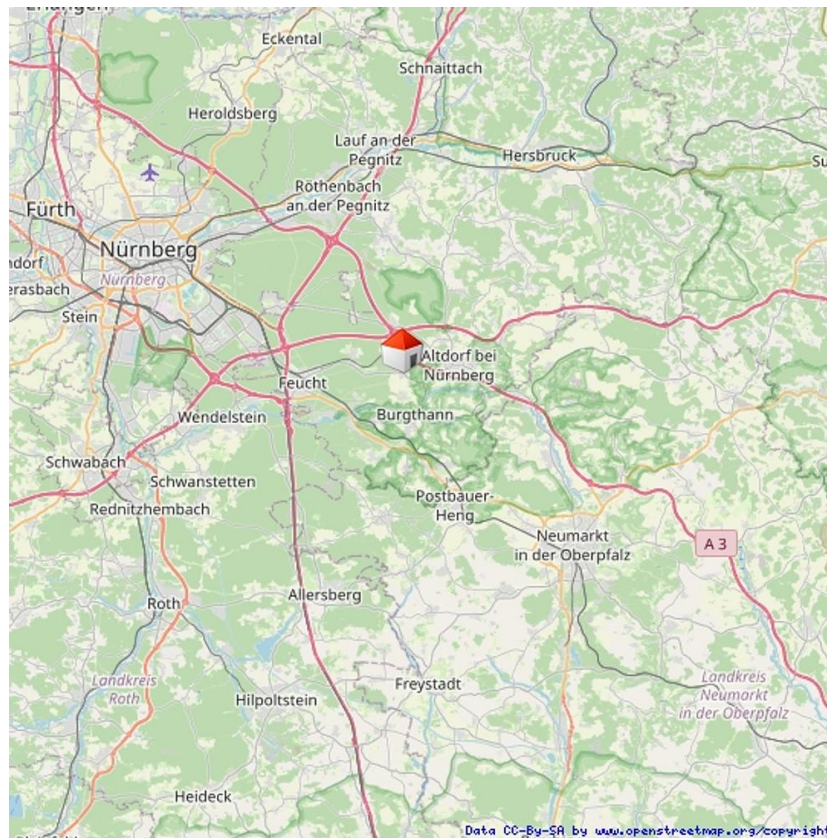 Eckental
Schnaittach
Heroldsberg
Lauf an der
Pegnitz
Hersbruck
Röthenbach
an der Pegnitz
Fürth
Nürnberg
Nürnberg
Stein
Altdorf bei
Nürnberg
Feucht
Wendelstein
Burgthann
Schwabach
Schwanstetten
Rednitzhembach
Postbauer-
Heng
Neumarkt
in der Oberpfalz
A 3
Allersberg
Roth
Landkreis
Roth
Hilpoltstein
Freystadt
Landkreis
Neumarkt
in der Oberpfalz
Heideck
Data CC-By-SA by www.openstreetmap.org/copyright